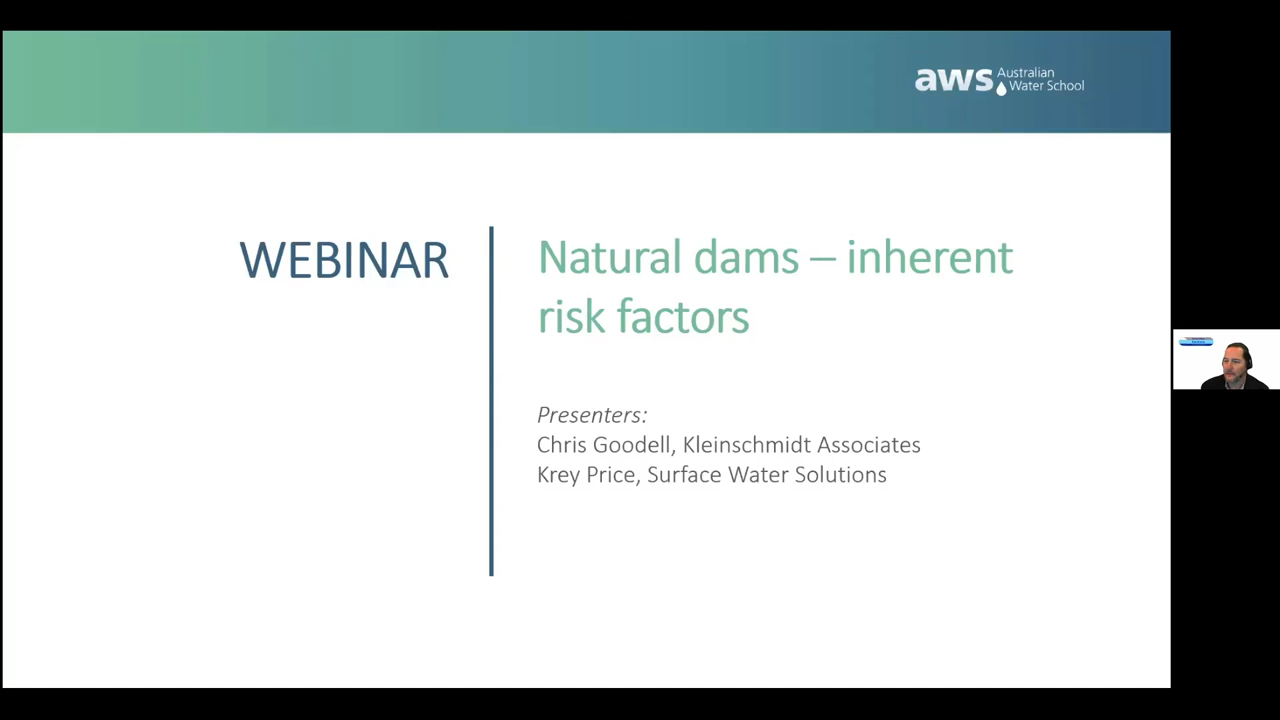 aws Australian
Water School
WEBINAR
Natural dams – inherent
risk factors
Presenters:
Chris Goodell, Kleinschmidt Associates
Krey Price, Surface Water Solutions